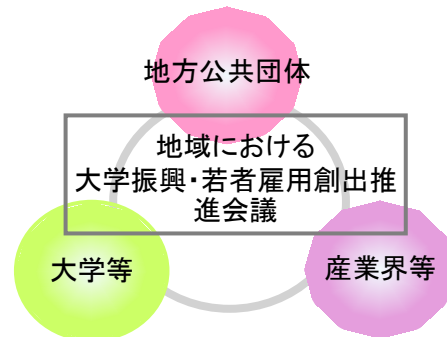 地方公共団体
地域における
大学振興・若者雇用創出推
進会議
大学等
産業界等